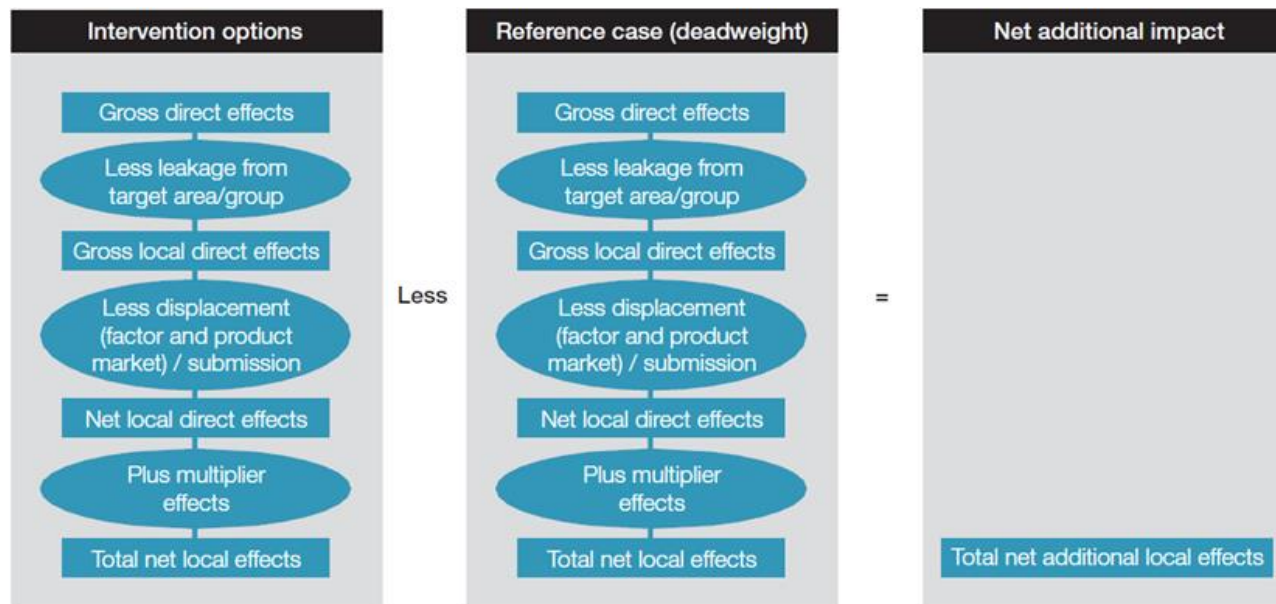 Intervention options
Gross direct effects
Less leakage from
target area/group
Gross local direct effects
Less displacement
(factor and product
market) / submission
Net local direct effects
Plus multiplier
effects
Total net local effects
Less
Reference case (deadweight)
Gross direct effects
Less leakage from
target area/group
Gross local direct effects
Less displacement
(factor and product
market) / submission
Net local direct effects
Plus multiplier
effects
Total net local effects
=
Net additional impact
Total net additional local effects